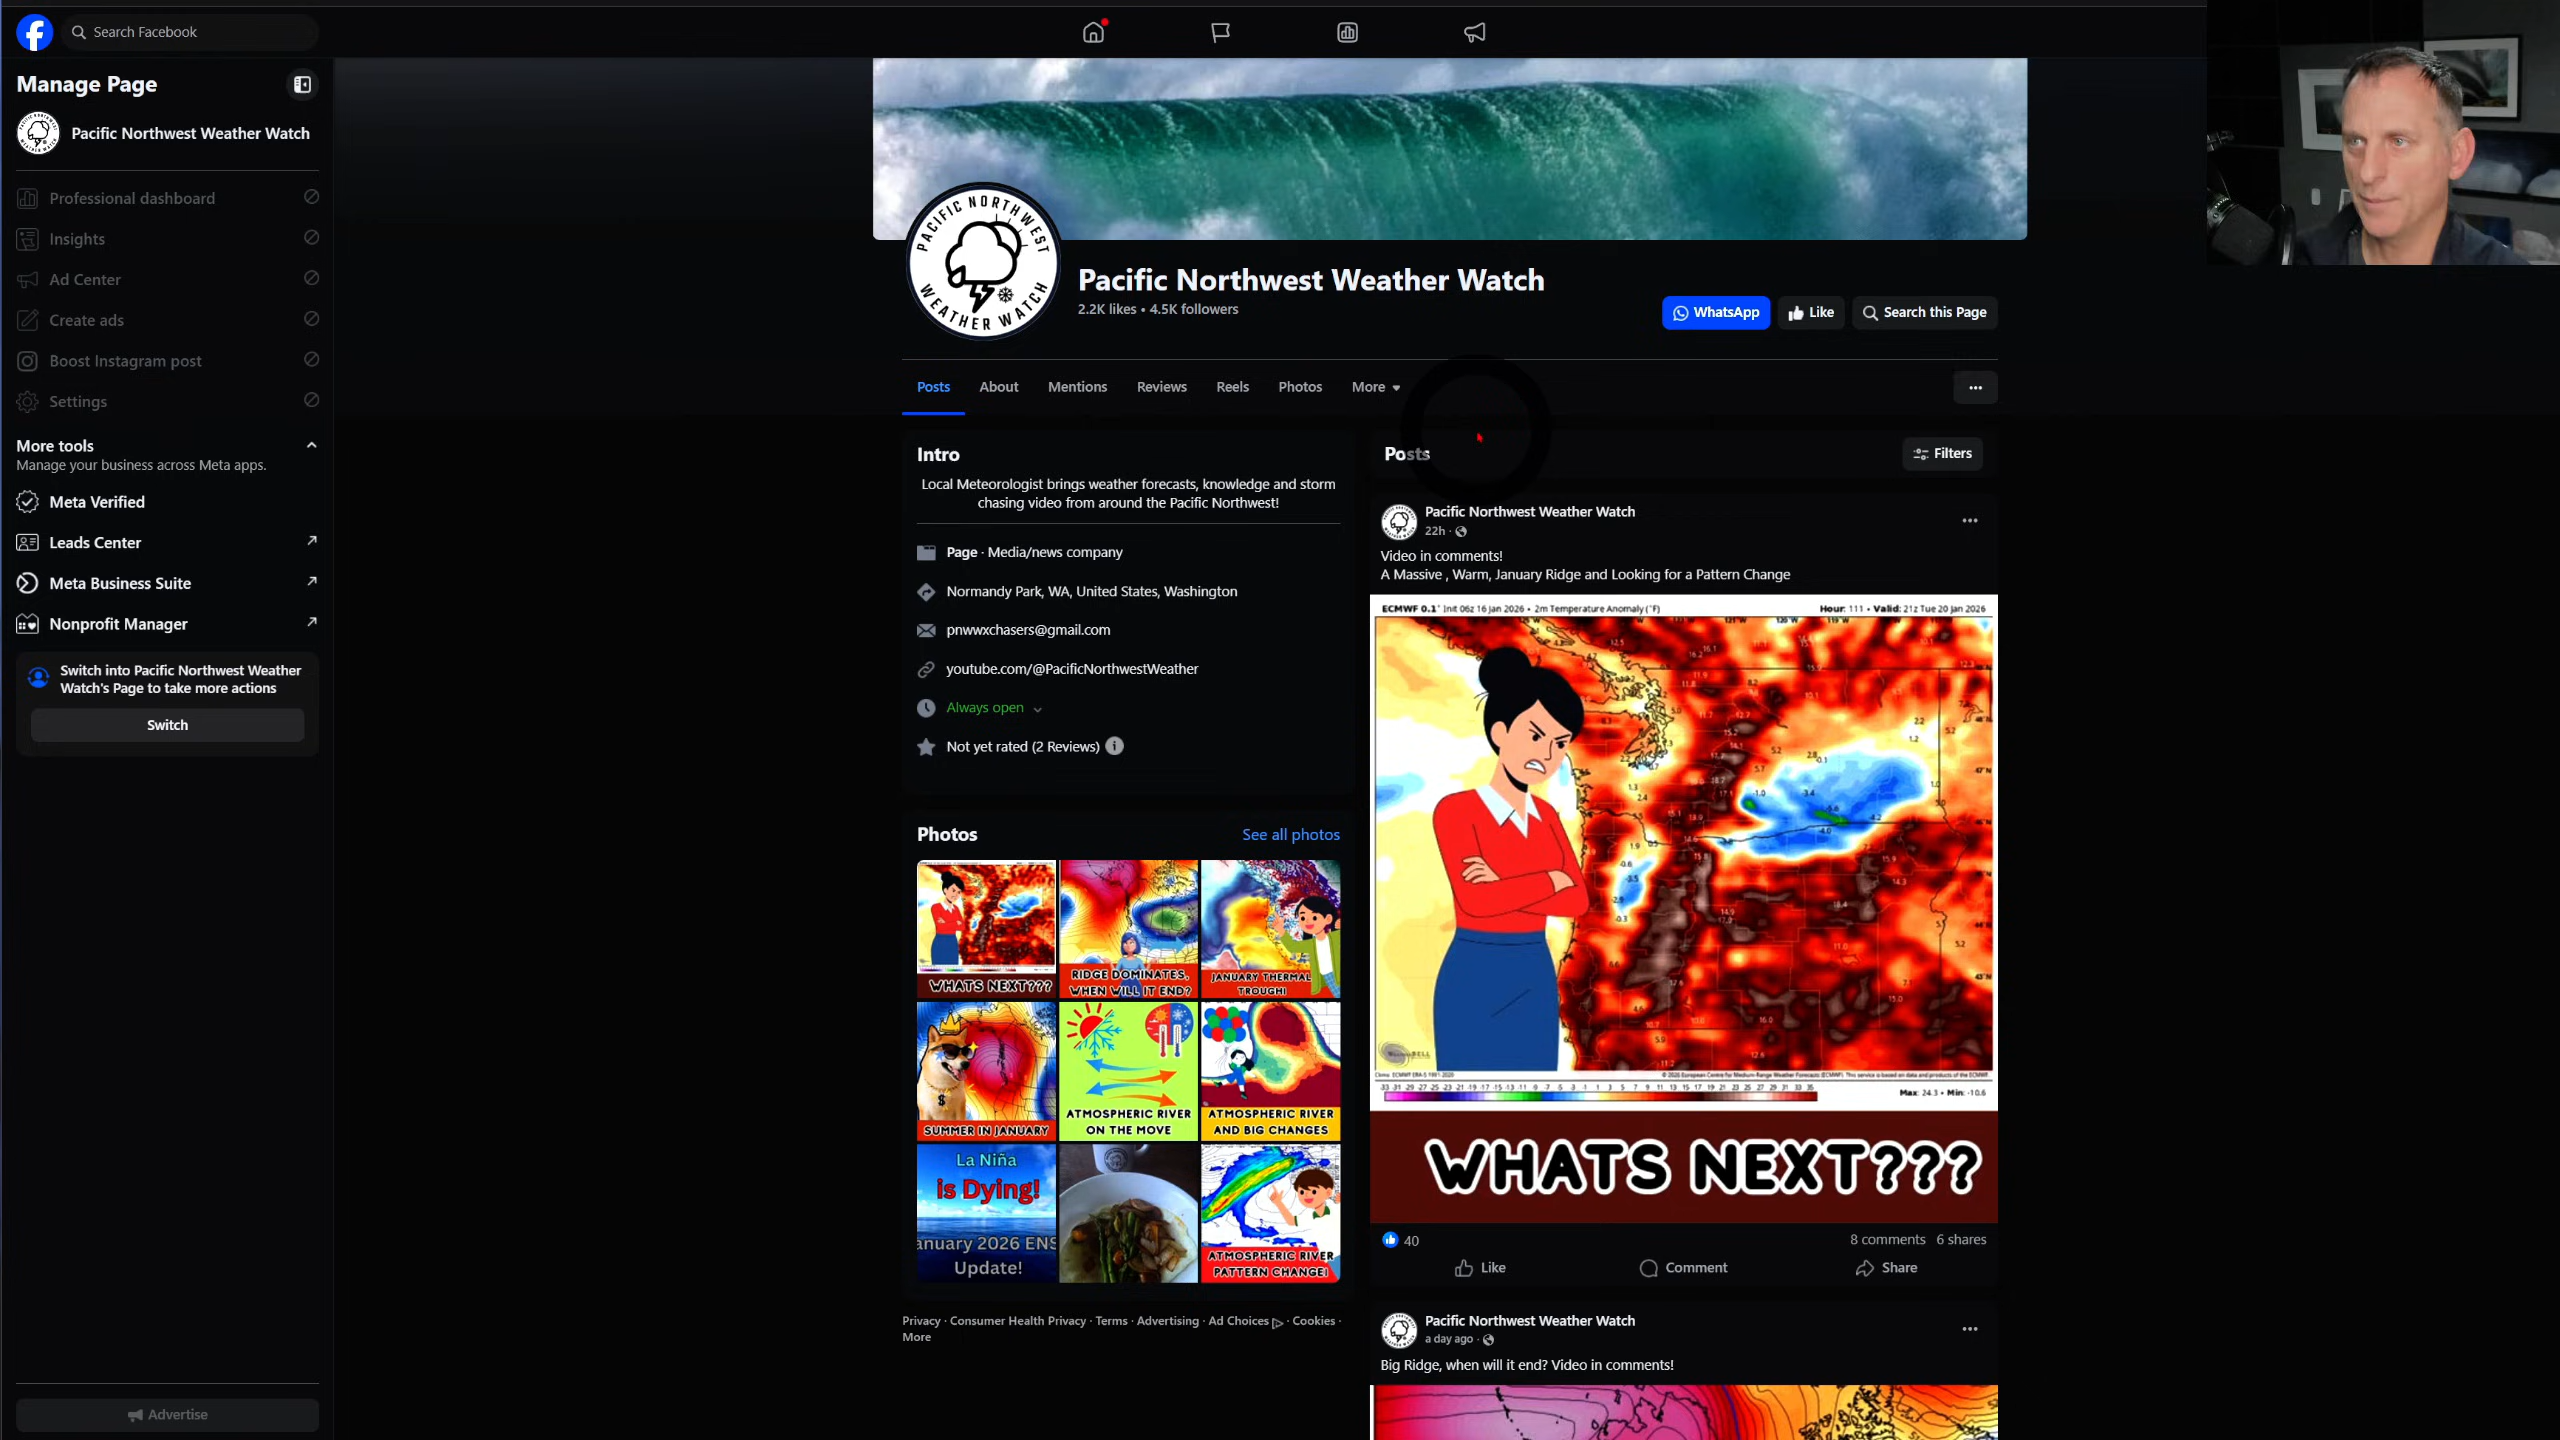 Search Facebook
Manage Page
Pacific Northwest Weather Watch
Professional dashboard
Insights
Ad Center
Create ads
Boost Instagram post
Settings
More tools
Manage your business across Meta apps.
Meta Verified
Leads Center
Meta Business Suite
Nonprofit Manager
Switch into Pacific Northwest Weather
Watch's Page to take more actions
Switch
Advertise
PACIFIC NORTHWEST
WEATHER WATCH
Pacific Northwest Weather Watch
2.2K likes • 4.5K followers
WhatsApp
Like
Search this Page
Posts
About
Mentions
Reviews
Reels
Photos
More
Intro
Local Meteorologist brings weather forecasts, knowledge and storm
chasing video from around the Pacific Northwest!
Page · Media/news company
Normandy Park, WA, United States, Washington
pnwwxchasers@gmail.com
youtube.com/@PacificNorthwestWeather
Always open
Not yet rated (2 Reviews)
Photos
See all photos
WHATS NEXT???
RIDGE DOMINATES,
WHEN WILL IT END?
JANUARY THERMAL
TROUGH!
SUMMER IN JANUARY
ATMOSPHERIC RIVER
ON THE MOVE
ATMOSPHERIC RIVER
AND BIG CHANGES
La Niña
is Dying!
anuary 2026 ENS
Update!
ATMOSPHERIC RIVER
PATTERN CHANGE!
Privacy · Consumer Health Privacy · Terms · Advertising · Ad Choices · Cookies ·
More
Posts
Filters
Pacific Northwest Weather Watch
22h ·
Video in comments!
A Massive , Warm, January Ridge and Looking for a Pattern Change
ECMWF 0.1° Init 06z 16 Jan 2026 • 2m Temperature Anomaly (°F)
Hour: 111 • Valid: 21z Tue 20 Jan 2026
Max: 24.3 • Min: -10.6
WHATS NEXT???
40
8 comments 6 shares
Like
Comment
Share
Pacific Northwest Weather Watch
a day ago ·
Big Ridge, when will it end? Video in comments!